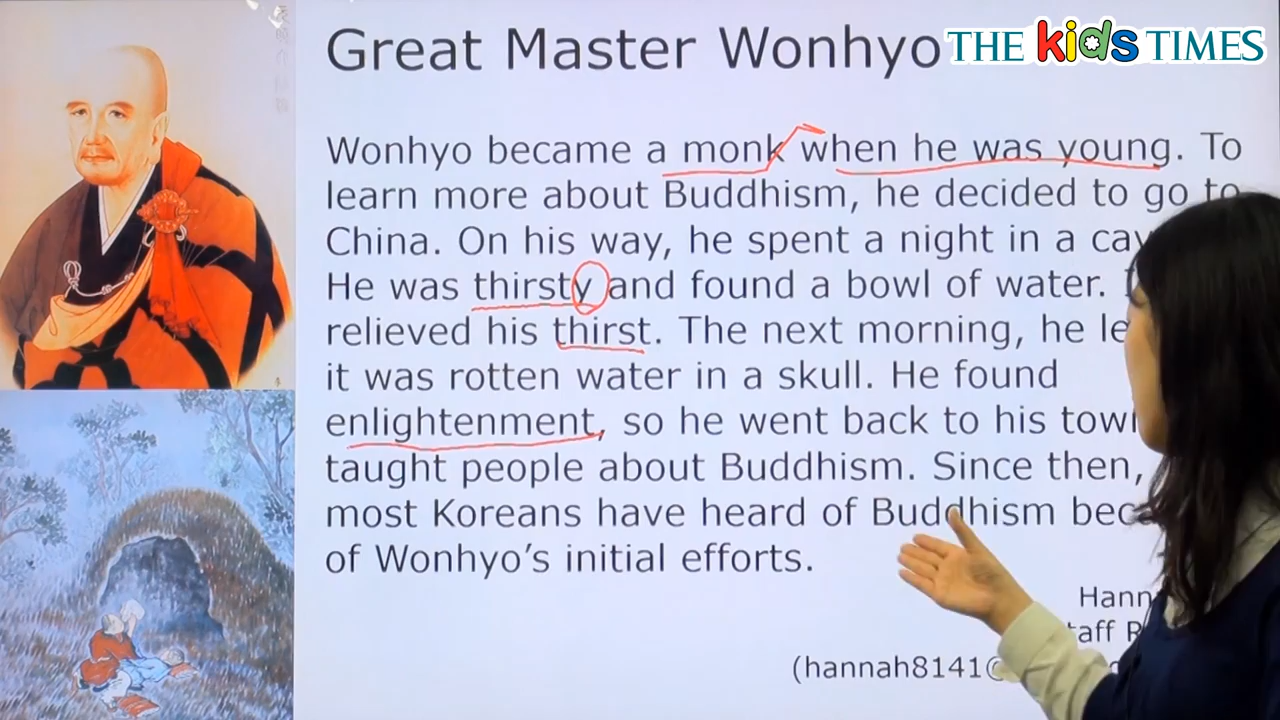 Great Master Wonhyo
THE kids TIMES
Wonhyo became a monk when he was young. To
learn more about Buddhism, he decided to go to
China. On his way, he spent a night in a
He was thirsty and found a bowl of water.
relieved his thirst. The next morning, he
it was rotten water in a skull. He found
enlightenment, so he went back to his
taught people about Buddhism. Since then,
most Koreans have heard of Buddhism
of Wonhyo's initial efforts.
(hannah8141@